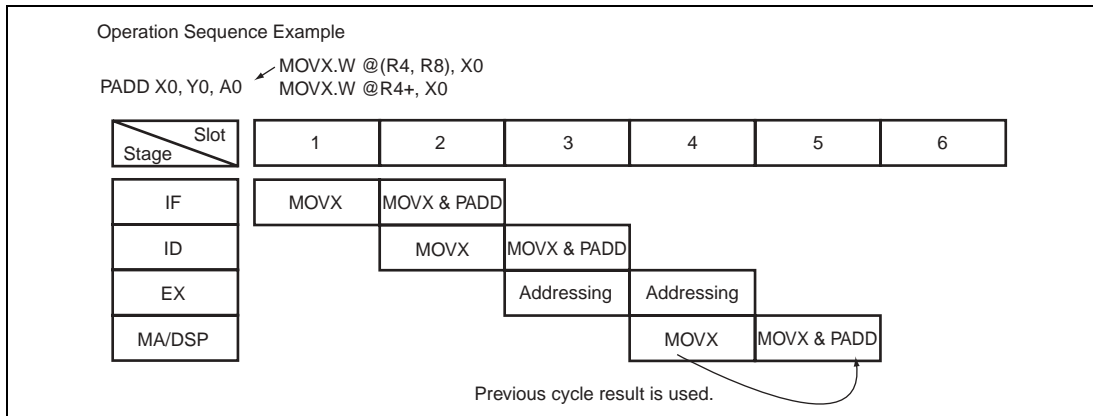 Operation Sequence Example
MOVX.W @(R4, R8), X0
PADD X0, Y0, A0 MOVX.W @R4+, X0
Slot
Stage
1 2 3 4 5 6
IF MOVX MOVX & PADD
ID MOVX MOVX & PADD
EX Addressing Addressing
MA/DSP MOVX MOVX & PADD
Previous cycle result is used.